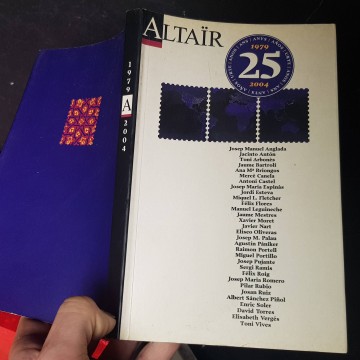 ALTAÏR
1979
25
2004
1979
A
2004
Josep Manuel Anglada
Jacinto Antón
Toni Arbonès
Jaume Bartrolí
Ana Mª Briongos
Mercè Canela
Antoni Castel
Josep Maria Espinàs
Jordi Esteva
Miquel L. Fletcher
Fèlix Flores
Manuel Leguineche
Jaume Mestres
Xavier Moret
Javier Nart
Eliseo Oliveras
Josep M. Palau
Agustín Pániker
Raimon Portell
Miguel Portillo
Josep Pujante
Sergi Ramis
Fèlix Roig
Josep Maria Romero
Pilar Rubio
Josan Ruiz
Albert Sánchez Piñol
Enric Soler
David Torres
Elisabeth Vergés
Toni Vives